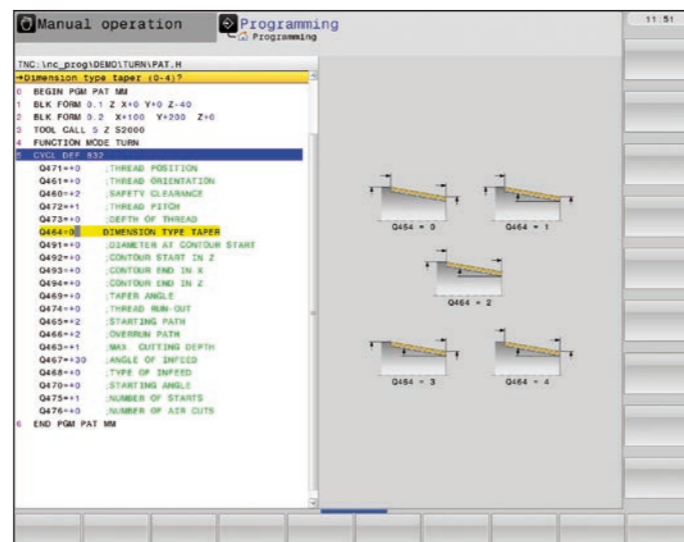 Manual operation
Programming
Programming
11:51
TNC:\nc_prog\DEMO\TURN\PAT.H
→Dimension type taper (0-4)?
0 BEGIN PGM PAT MM
1 BLK FORM 0.1 Z X+0 Y+0 Z-40
2 BLK FORM 0.2 X+100 Y+200 Z+0
3 TOOL CALL 5 Z S2000
4 FUNCTION MODE TURN
5 CYCL DEF 832
Q471=+0 ;THREAD POSITION
Q461=+0 ;THREAD ORIENTATION
Q460=+2 ;SAFETY CLEARANCE
Q472=+1 ;THREAD PITCH
Q473=+0 ;DEPTH OF THREAD
Q464=0 DIMENSION TYPE TAPER
Q491=+0 ;DIAMETER AT CONTOUR START
Q492=+0 ;CONTOUR START IN Z
Q493=+0 ;CONTOUR END IN X
Q494=+0 ;CONTOUR END IN Z
Q469=+0 ;TAPER ANGLE
Q474=+0 ;THREAD RUN-OUT
Q465=+2 ;STARTING PATH
Q466=+2 ;OVERRUN PATH
Q463=+1 ;MAX. CUTTING DEPTH
Q467=+30 ;ANGLE OF INFEED
Q468=+0 ;TYPE OF INFEED
Q470=+0 ;STARTING ANGLE
Q475=+1 ;NUMBER OF STARTS
Q476=+0 ;NUMBER OF AIR CUTS
6 END PGM PAT MM
Q464 = 0
Q464 = 1
Q464 = 2
Q464 = 3
Q464 = 4